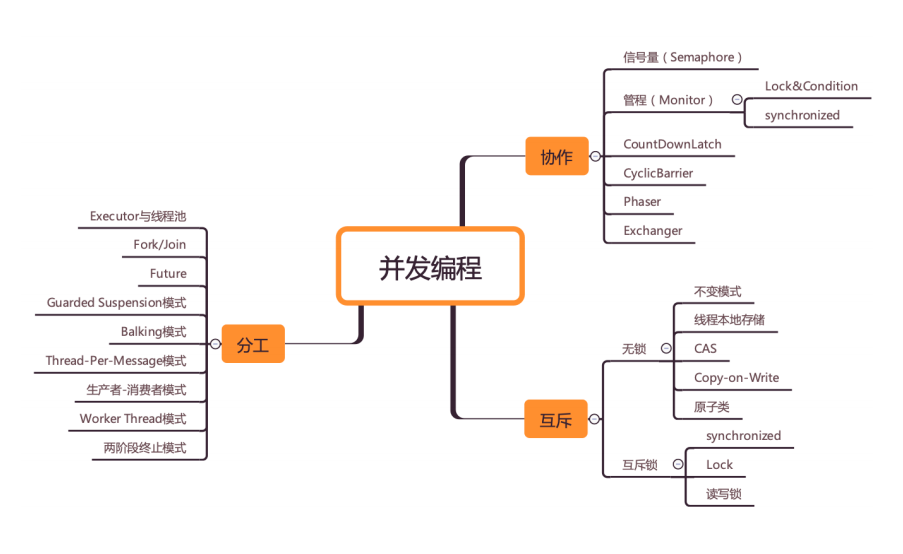 并发编程
协作
信号量（Semaphore）
管程（Monitor）
Lock&Condition
synchronized
CountDownLatch
CyclicBarrier
Phaser
Exchanger
分工
Executor与线程池
Fork/Join
Future
Guarded Suspension模式
Balking模式
Thread-Per-Message模式
生产者-消费者模式
Worker Thread模式
两阶段终止模式
互斥
无锁
不变模式
线程本地存储
CAS
Copy-on-Write
原子类
互斥锁
synchronized
Lock
读写锁